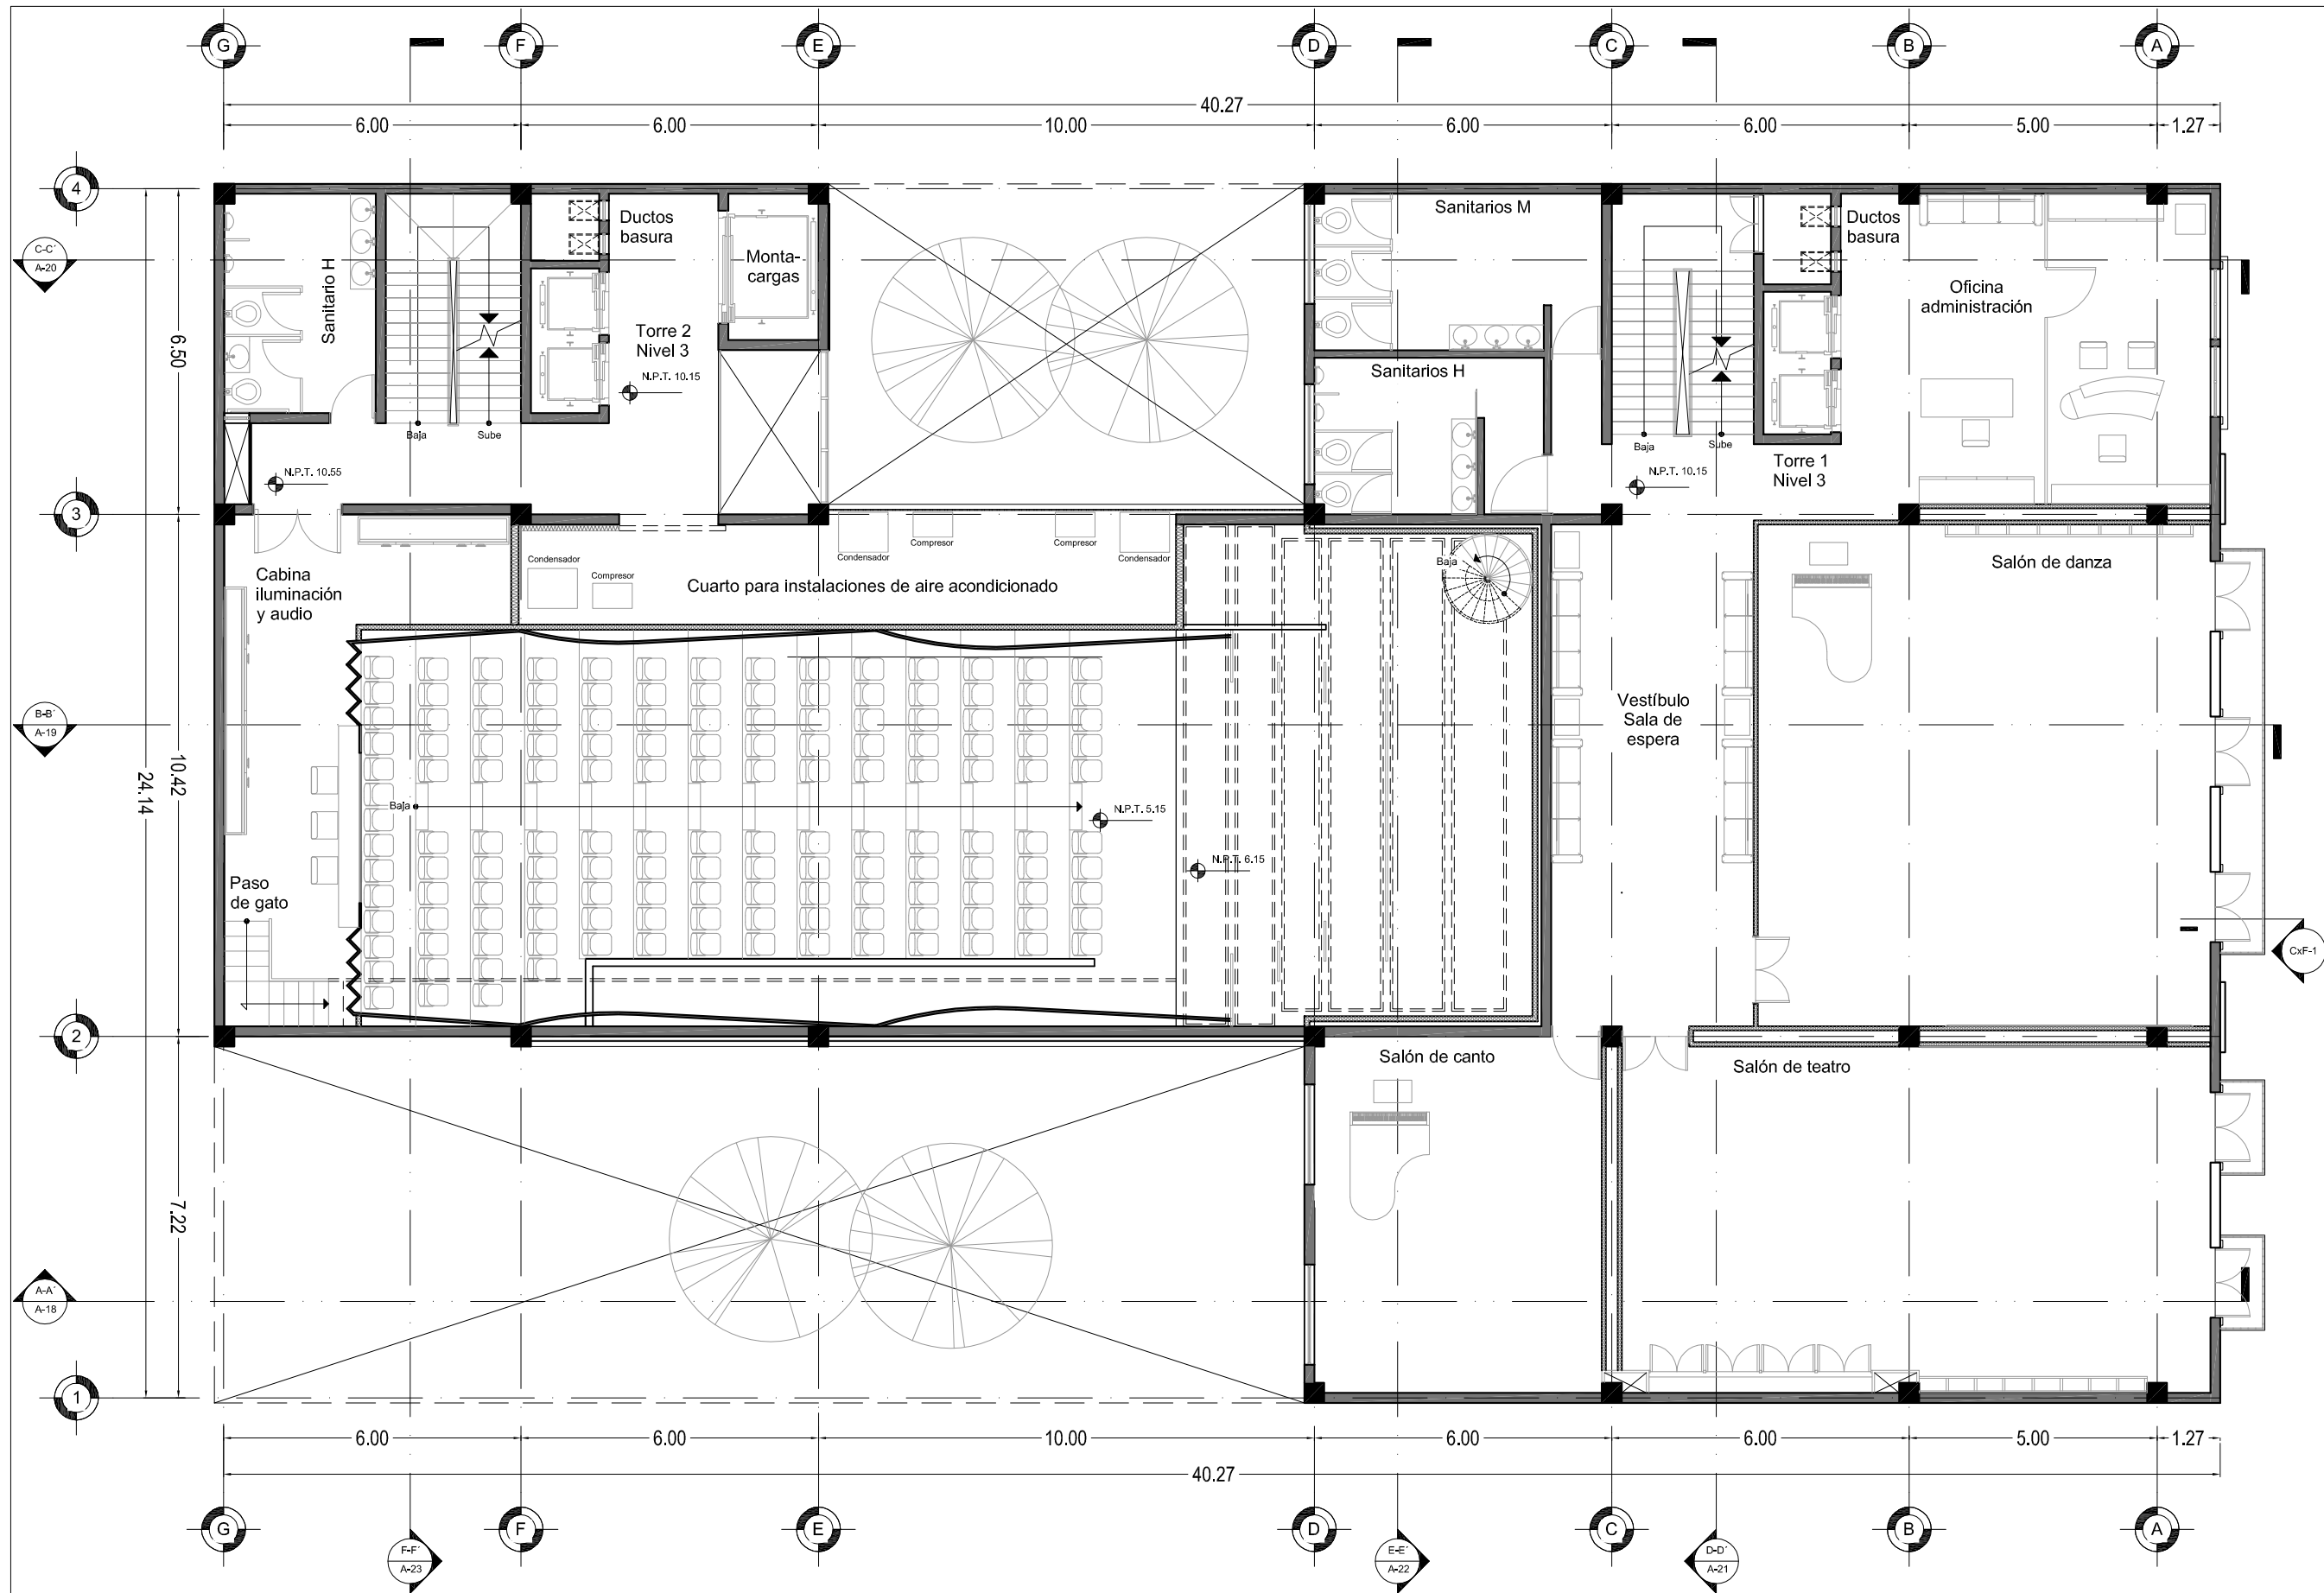 G F E D C B A
40.27
6.00 6.00 10.00 6.00 6.00 5.00 1.27
4
C-C´
A-20
Sanitario H
Ductos
basura
Monta-
cargas
Torre 2
Nivel 3
N.P.T. 10.15
Baja
Sube
N.P.T. 10.55
6.50
Sanitarios M
Sanitarios H
Ductos
basura
Oficina
administración
Baja
Sube
N.P.T. 10.15
Torre 1
Nivel 3
3
Cabina
iluminación
y audio
Condensador
Compresor
Condensador
Compresor
Compresor
Condensador
Cuarto para instalaciones de aire acondicionado
Baja
Salón de danza
B-B´
A-19
10.42
24.14
Vestíbulo
Sala de
espera
Baja
N.P.T. 5.15
N.P.T. 6.15
Paso
de gato
CxF-1
2
Salón de canto
Salón de teatro
7.22
A-A´
A-18
1
6.00 6.00 10.00 6.00 6.00 5.00 1.27
40.27
G F E D C B A
F-F´
A-23
E-E´
A-22
D-D´
A-21